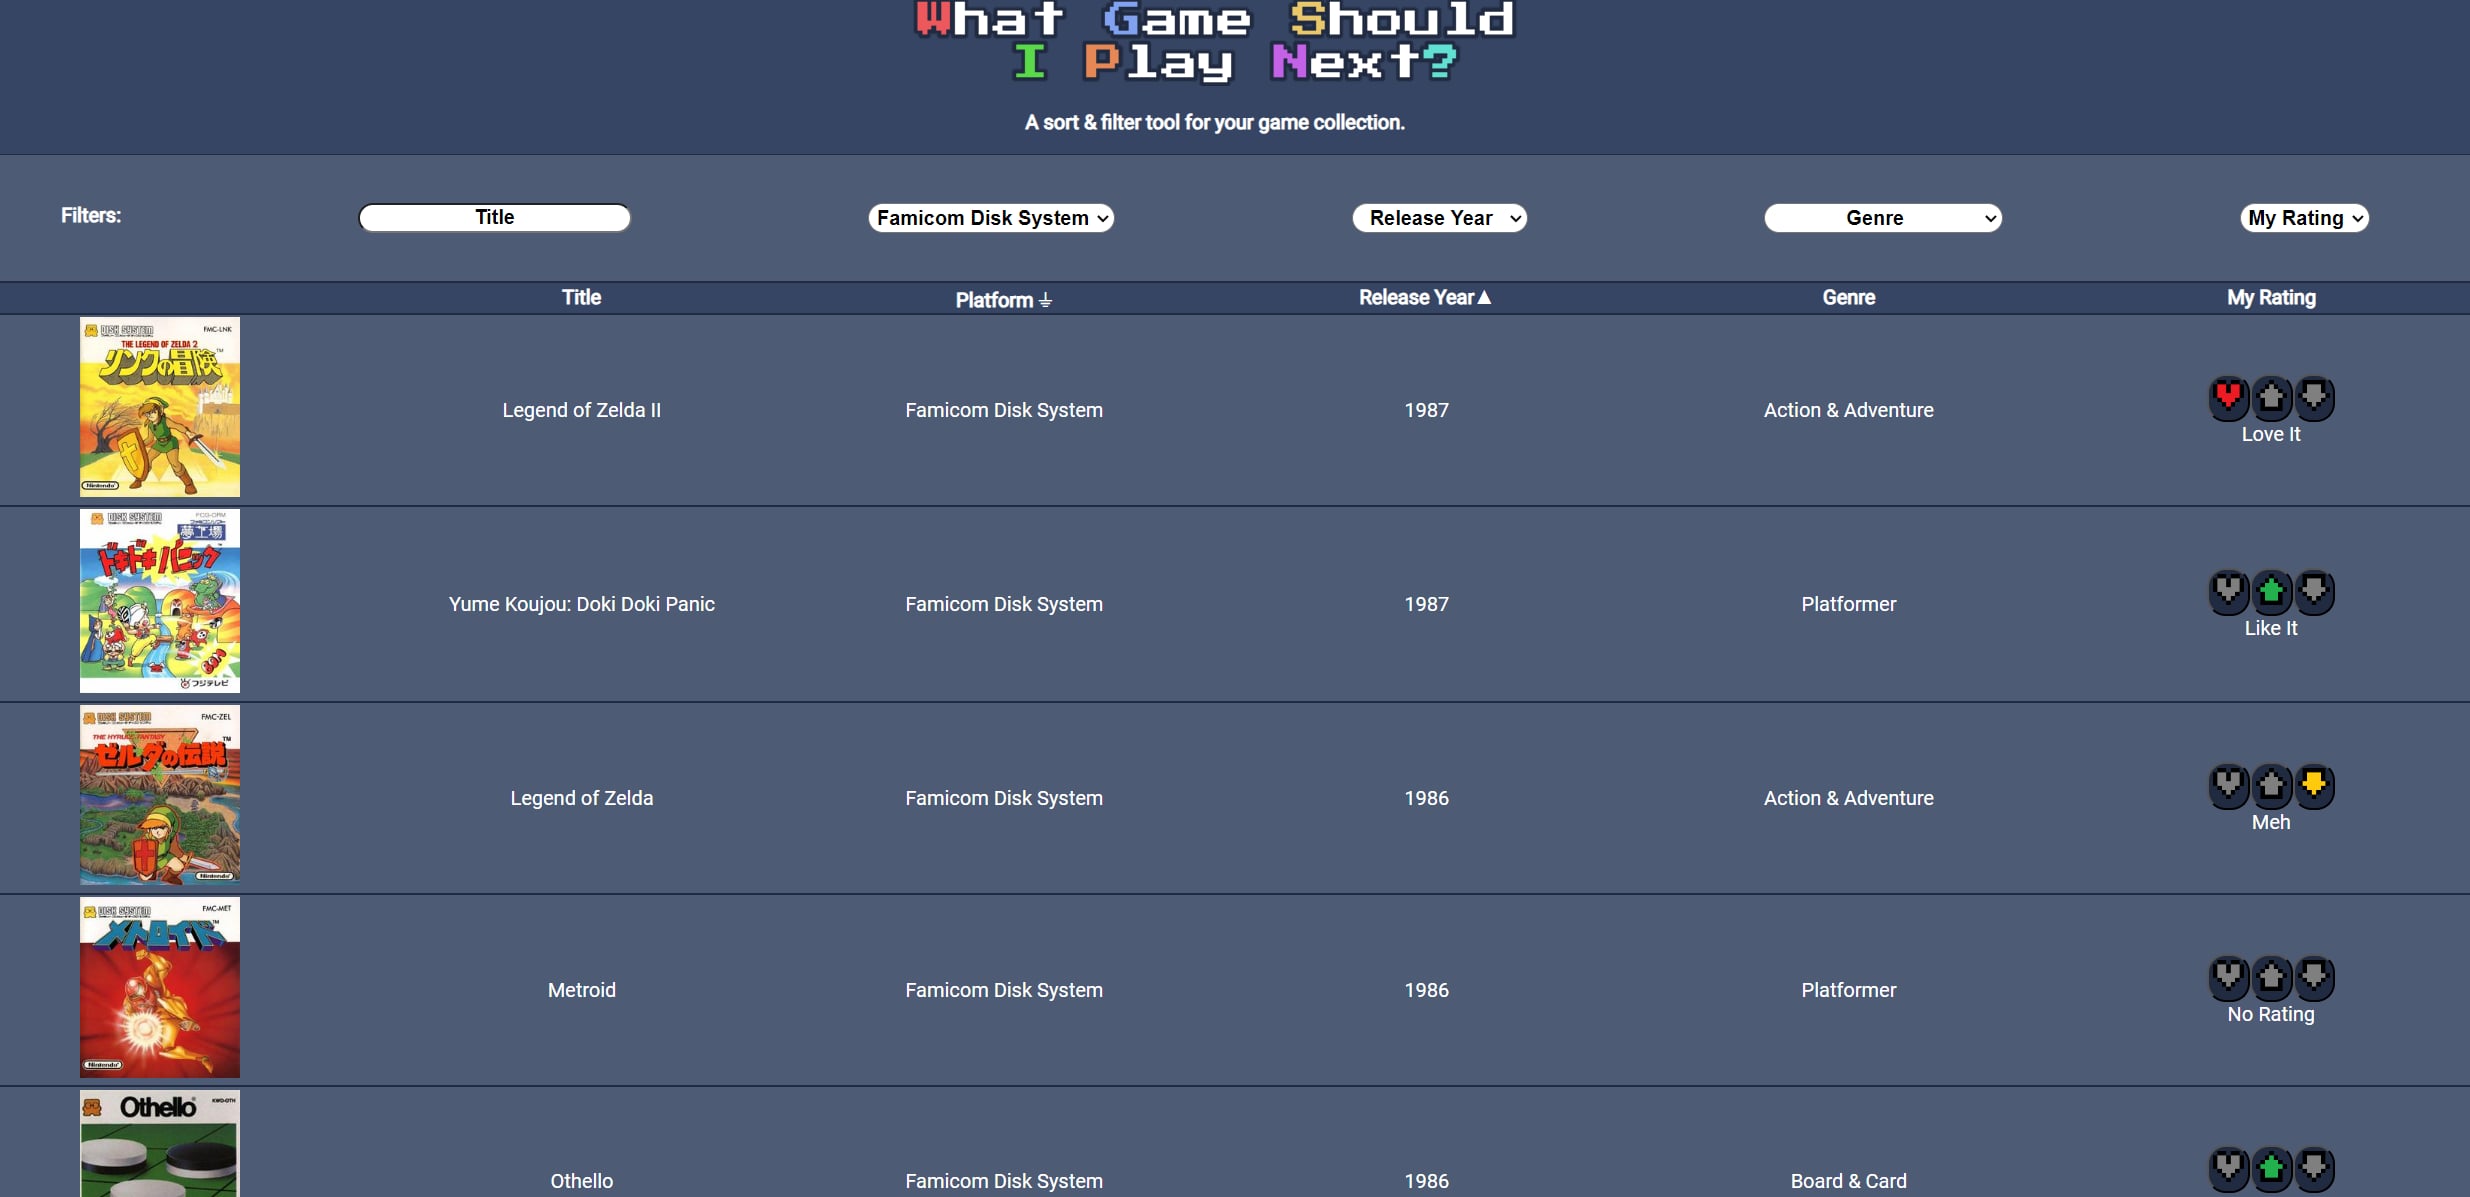 What Game Should
I Play Next?
A sort & filter tool for your game collection.
Filters:
Title
Famicom Disk System
Release Year
Genre
My Rating
Title
Platform
Release Year▲
Genre
My Rating
DISK SYSTEM
FMC-LNK
THE LEGEND OF ZELDA 2
リンクの冒険
Nintendo
Legend of Zelda II
Famicom Disk System
1987
Action & Adventure
Love It
DISK SYSTEM
FCG-DRM
夢工場
ドキドキパニック
フジテレビ
Yume Koujou: Doki Doki Panic
Famicom Disk System
1987
Platformer
Like It
DISK SYSTEM
FMC-ZEL
THE HYRULE FANTASY
ゼルダの伝説
Nintendo
Legend of Zelda
Famicom Disk System
1986
Action & Adventure
Meh
DISK SYSTEM
FMC-MET
メトロイド
Nintendo
Metroid
Famicom Disk System
1986
Platformer
No Rating
Othello
KWD-OTH
Othello
Famicom Disk System
1986
Board & Card